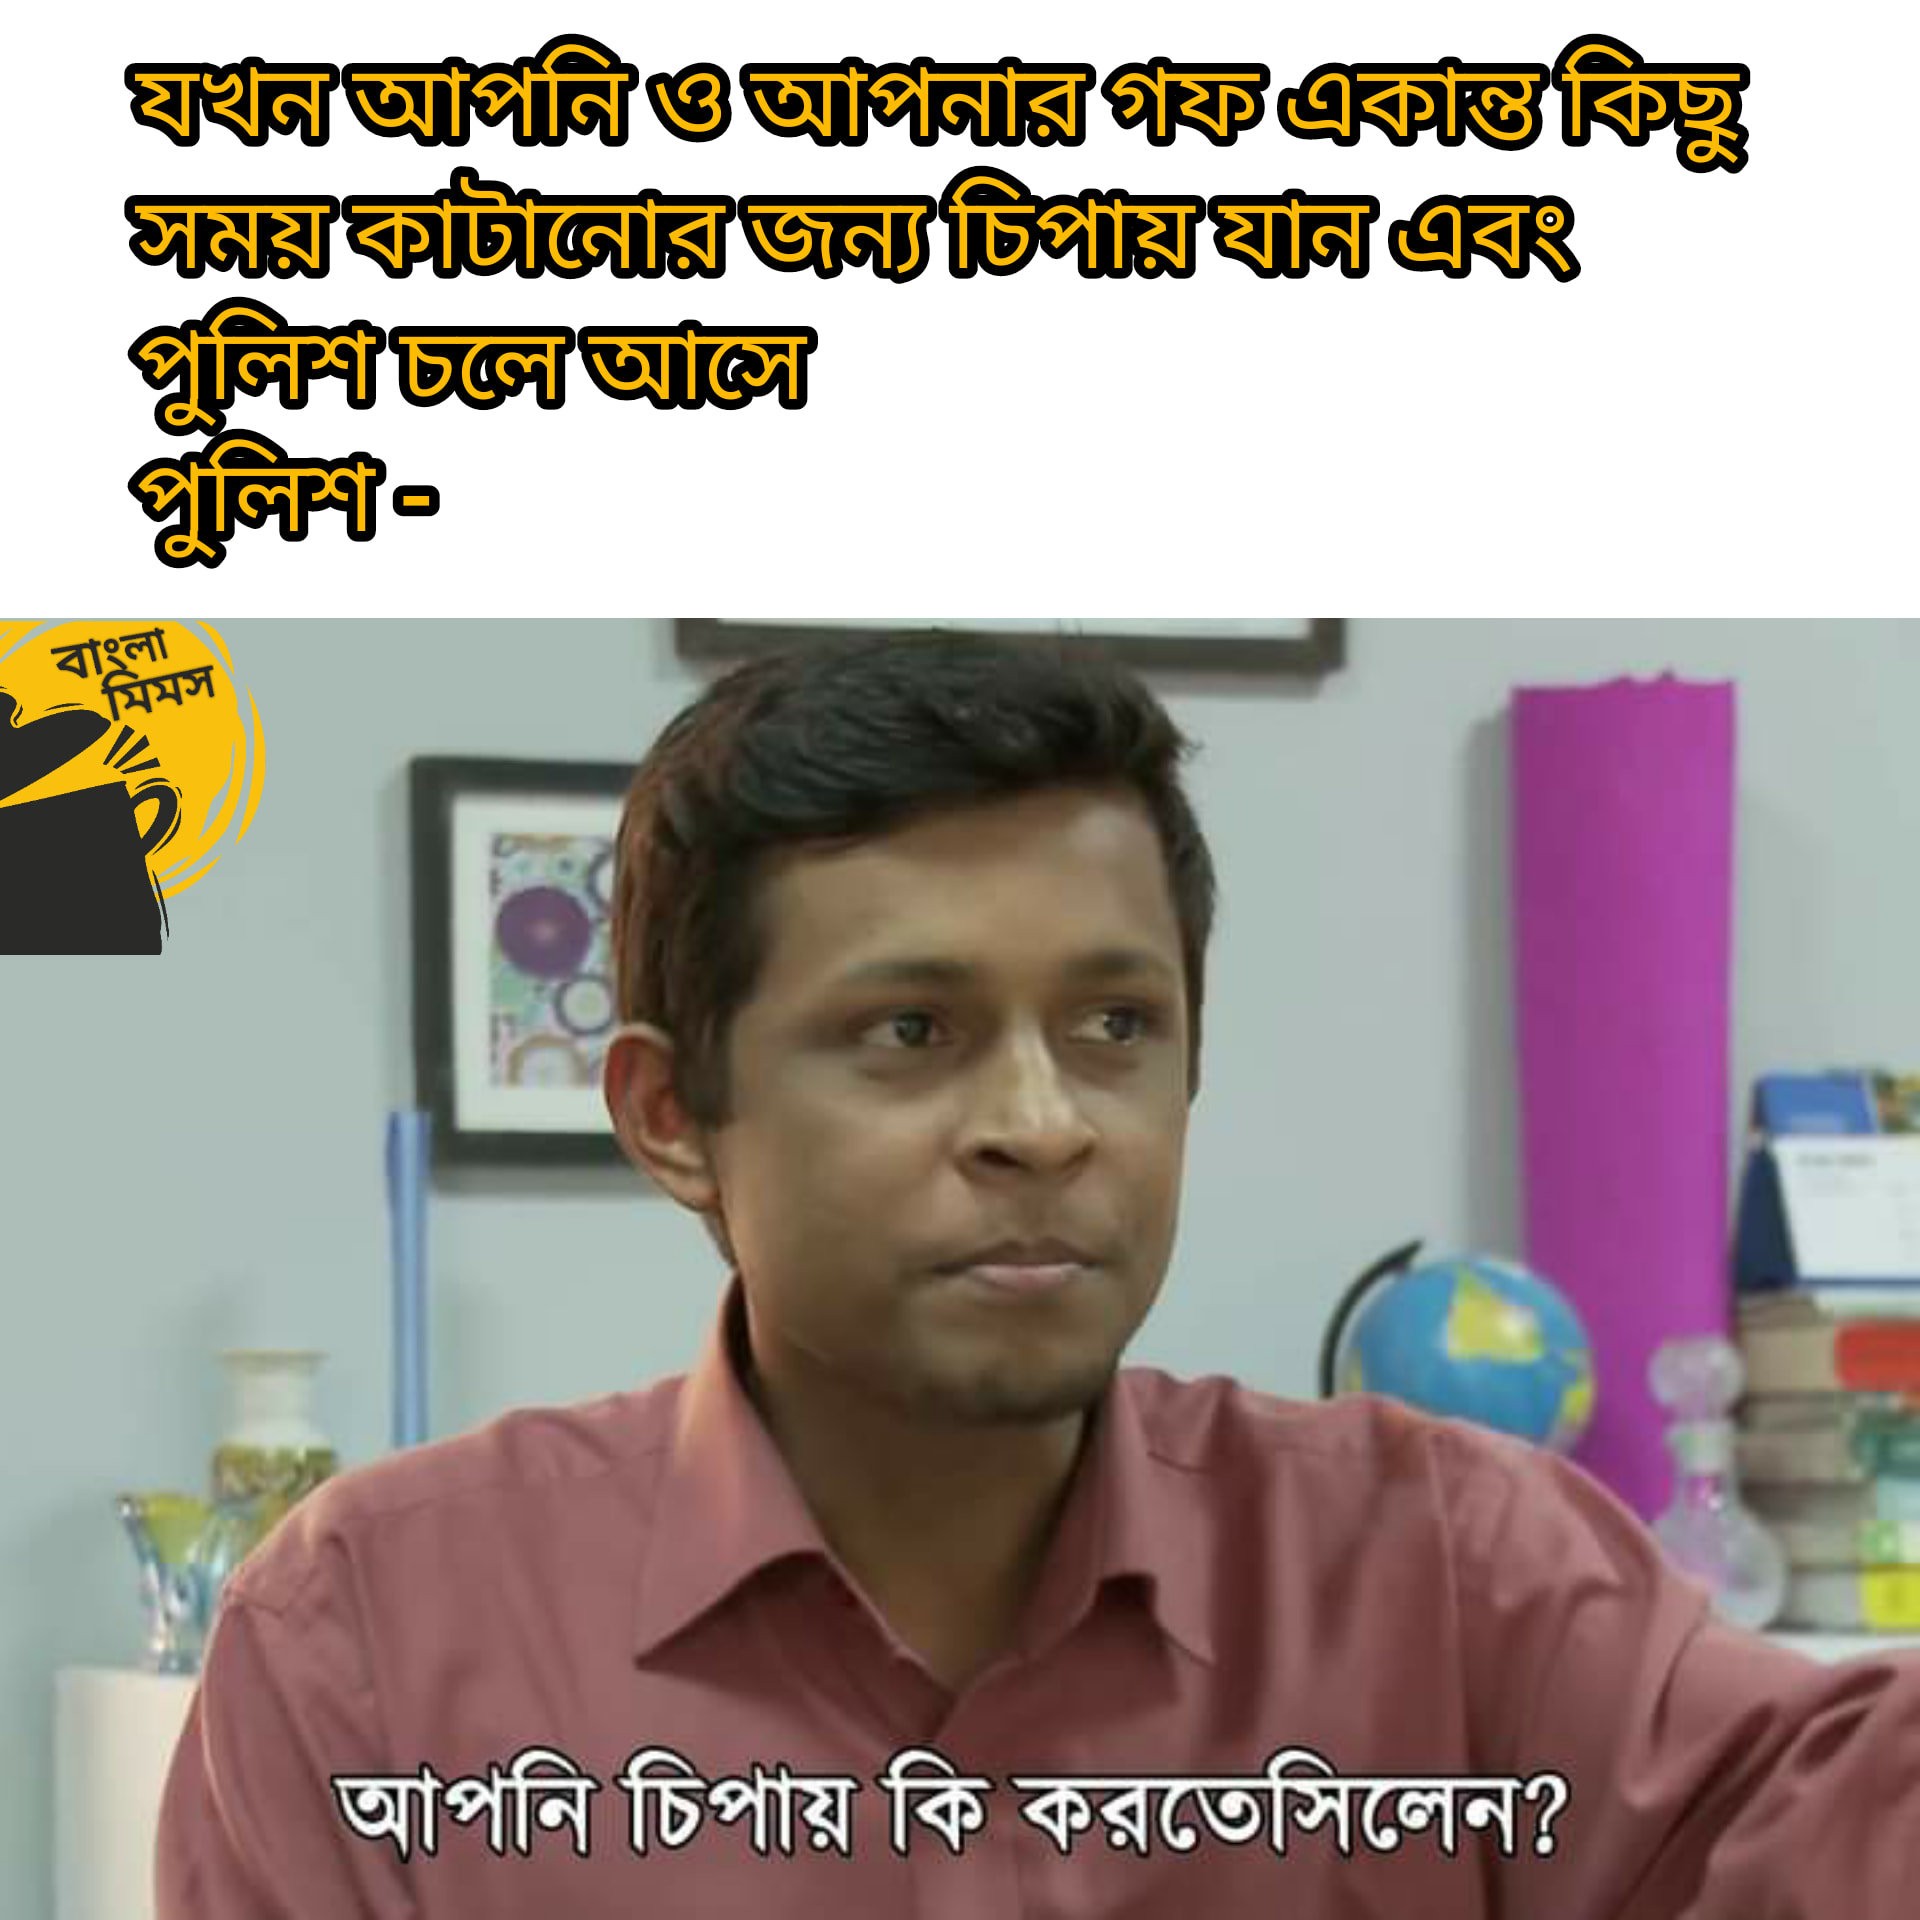 যখন আপনি ও আপনার গফ একান্ত কিছু
সময় কাটানোর জন্য চিপায় যান এবং
পুলিশ চলে আসে
পুলিশ -
বাংলা
মিমস
আপনি চিপায় কি করতেসিলেন?